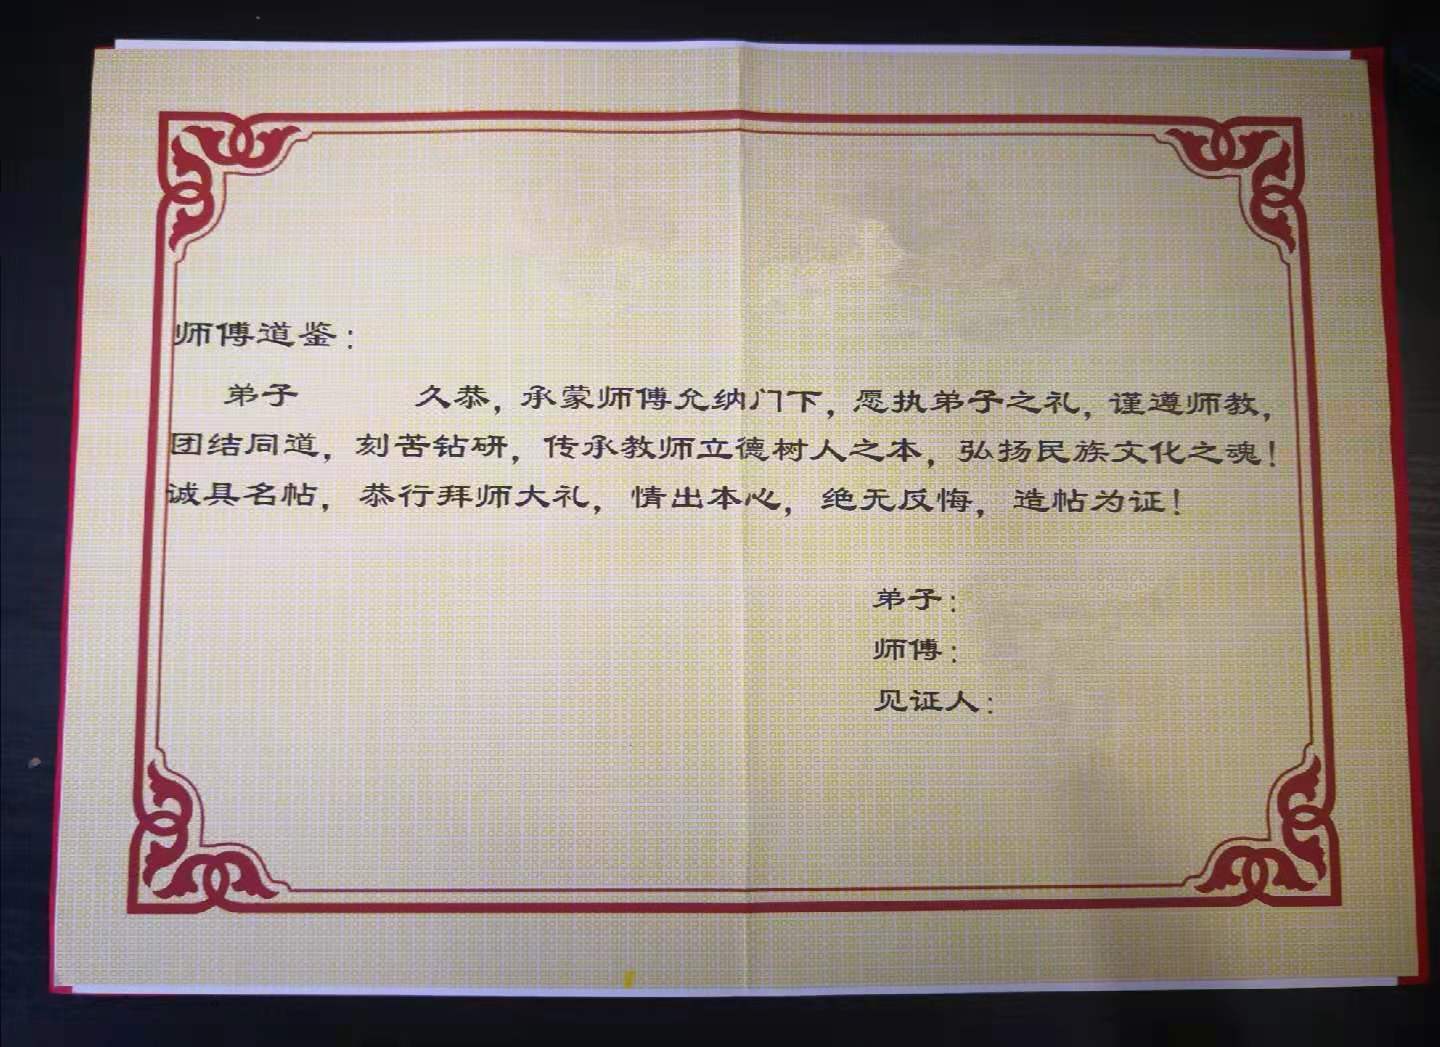 师傅道鉴：
弟子　　　久恭，承蒙师傅允纳门下，愿执弟子之礼，谨遵师教，
团结同道，刻苦钻研，传承教师立德树人之本，弘扬民族文化之魂！
诚具名帖，恭行拜师大礼，情出本心，绝无反悔，造帖为证！
弟子：
师傅：
见证人：